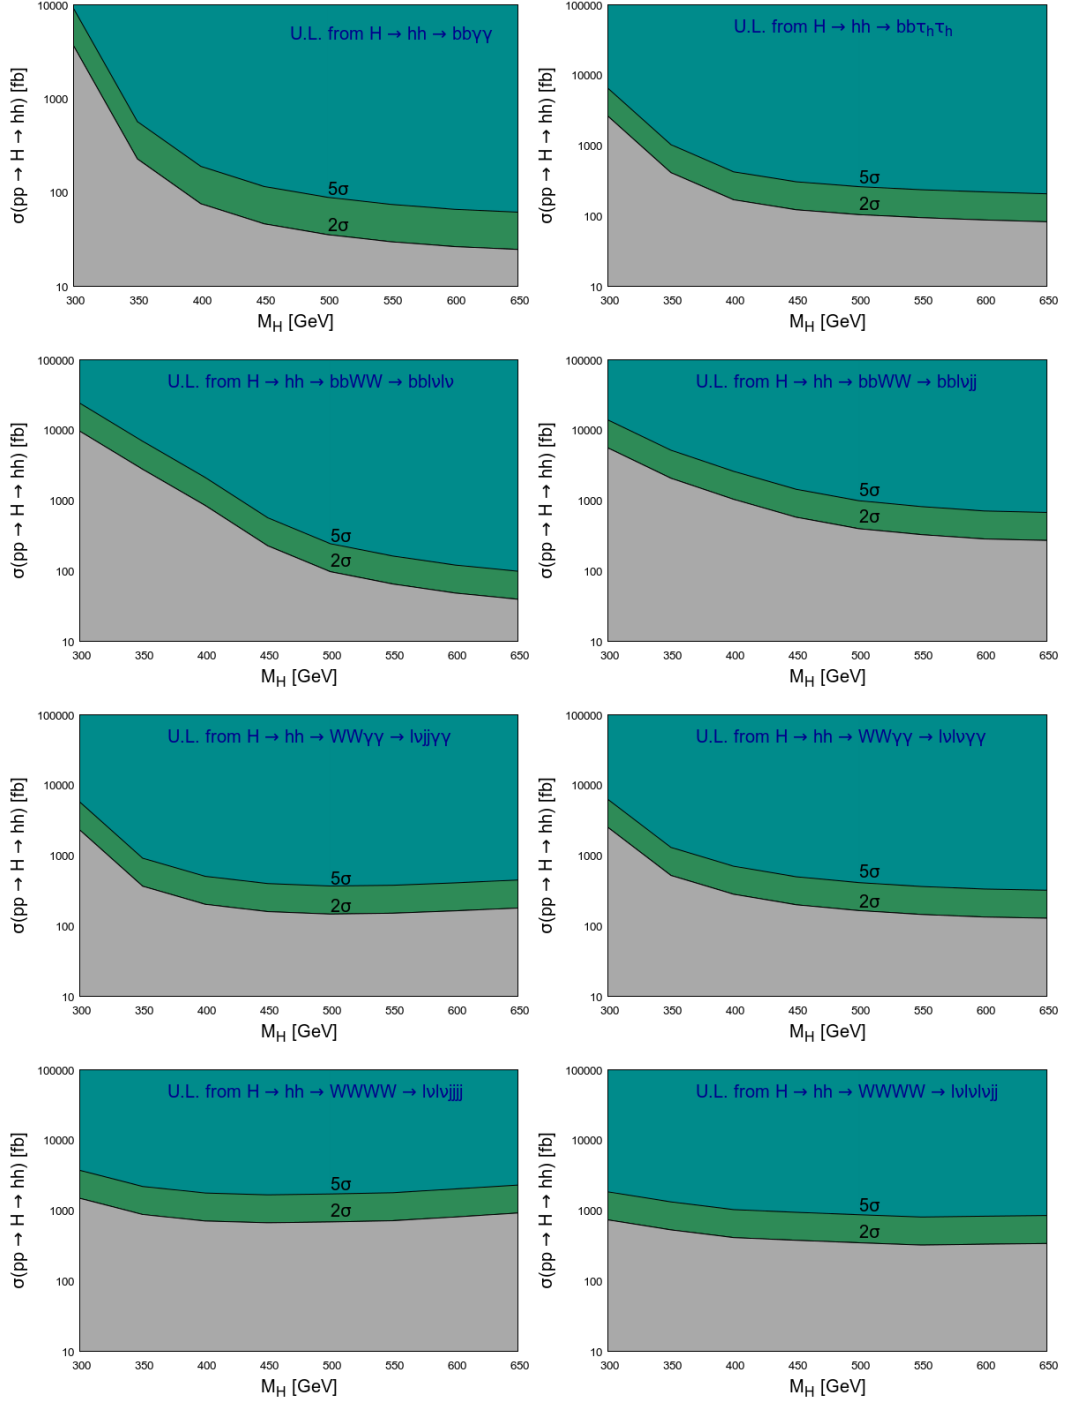 10000
1000
100
10
σ(pp → H → hh) [fb]
U.L. from H → hh → bbγγ
5σ
2σ
300 350 400 450 500 550 600 650
M_H [GeV]
100000
10000
1000
100
10
σ(pp → H → hh) [fb]
U.L. from H → hh → bbτ_hτ_h
5σ
2σ
300 350 400 450 500 550 600 650
M_H [GeV]
100000
10000
1000
100
10
σ(pp → H → hh) [fb]
U.L. from H → hh → bbWW → bblνlν
5σ
2σ
300 350 400 450 500 550 600 650
M_H [GeV]
100000
10000
1000
100
10
σ(pp → H → hh) [fb]
U.L. from H → hh → bbWW → bblνjj
5σ
2σ
300 350 400 450 500 550 600 650
M_H [GeV]
100000
10000
1000
100
10
σ(pp → H → hh) [fb]
U.L. from H → hh → WWγγ → lνjjγγ
5σ
2σ
300 350 400 450 500 550 600 650
M_H [GeV]
100000
10000
1000
100
10
σ(pp → H → hh) [fb]
U.L. from H → hh → WWγγ → lνlνγγ
5σ
2σ
300 350 400 450 500 550 600 650
M_H [GeV]
100000
10000
1000
100
10
σ(pp → H → hh) [fb]
U.L. from H → hh → WWWW → lνlνjjjj
5σ
2σ
300 350 400 450 500 550 600 650
M_H [GeV]
100000
10000
1000
100
10
σ(pp → H → hh) [fb]
U.L. from H → hh → WWWW → lνlνlνjj
5σ
2σ
300 350 400 450 500 550 600 650
M_H [GeV]